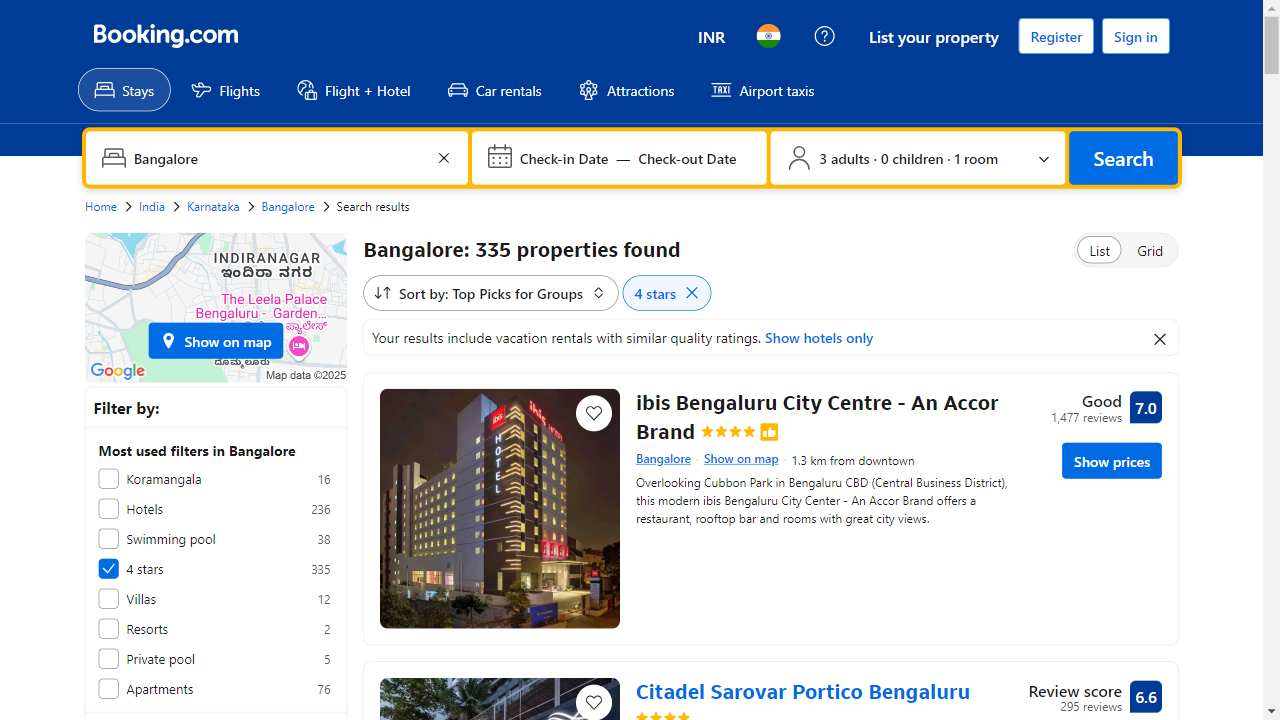 Booking.com
INR
List your property
Register
Sign in
Stays
Flights
Flight + Hotel
Car rentals
Attractions
TAXI
Airport taxis
Bangalore
Check-in Date — Check-out Date
3 adults · 0 children · 1 room
Search
Home
India
Karnataka
Bangalore
Search results
INDIRANAGAR
ಇಂದಿರಾ ನಗರ
The Leela Palace
Bengaluru - Garden...
ಪ್ಯಾಲೇಸ್
Show on map
ದೊಮ್ಮಲೂರು
Google
Map data ©2025
Filter by:
Most used filters in Bangalore
Koramangala 16
Hotels 236
Swimming pool 38
4 stars 335
Villas 12
Resorts 2
Private pool 5
Apartments 76
Bangalore: 335 properties found
List
Grid
Sort by: Top Picks for Groups
4 stars
Your results include vacation rentals with similar quality ratings. Show hotels only
ibis
HOTEL
ibis HOTEL
ibis Bengaluru City Centre - An Accor
Brand
Good
1,477 reviews
7.0
Bangalore · Show on map · 1.3 km from downtown
Show prices
Overlooking Cubbon Park in Bengaluru CBD (Central Business District),
this modern ibis Bengaluru City Center - An Accor Brand offers a
restaurant, rooftop bar and rooms with great city views.
Citadel Sarovar Portico Bengaluru
Review score
295 reviews
6.6